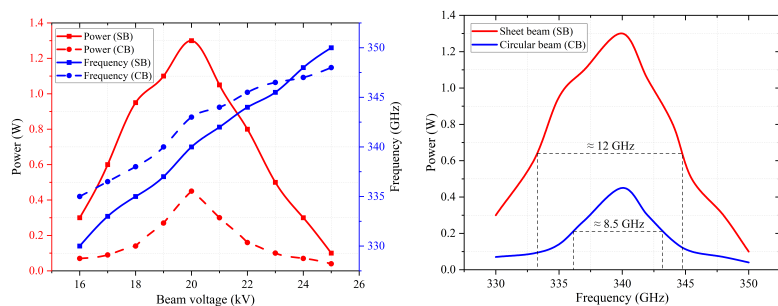 Power (SB)
Power (CB)
Frequency (SB)
Frequency (CB)
1.4
1.2
1.0
0.8
0.6
0.4
0.2
0.0
Power (W)
350
345
340
335
330
Frequency (GHz)
16 18 20 22 24 26
Beam voltage (kV)
Sheet beam (SB)
Circular beam (CB)
1.4
1.2
1.0
0.8
0.6
0.4
0.2
0.0
Power (W)
≈ 12 GHz
≈ 8.5 GHz
330 335 340 345 350
Frequency (GHz)